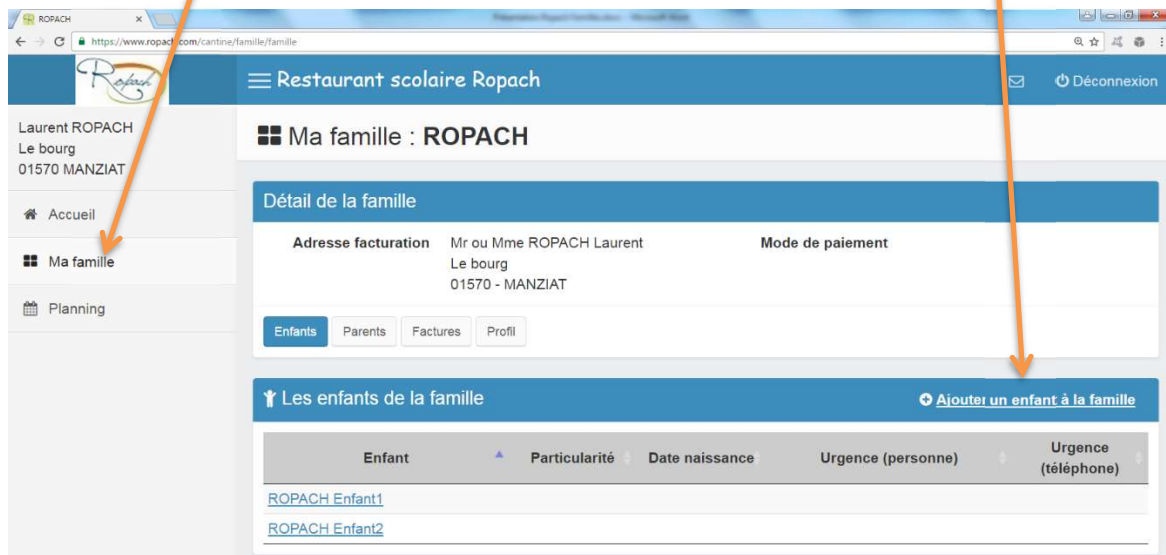 ROPACH
https://www.ropach.com/cantine/famille/famille
Ropach
Restaurant scolaire Ropach
Déconnexion
Laurent ROPACH
Le bourg
01570 MANZIAT
Accueil
Ma famille
Planning
Ma famille : ROPACH
Détail de la famille
Adresse facturation Mr ou Mme ROPACH Laurent Mode de paiement
Le bourg
01570 - MANZIAT
Enfants Parents Factures Profil
Les enfants de la famille Ajouter un enfant à la famille
Enfant Particularité Date naissance Urgence (personne) Urgence
(téléphone)
ROPACH Enfant1
ROPACH Enfant2